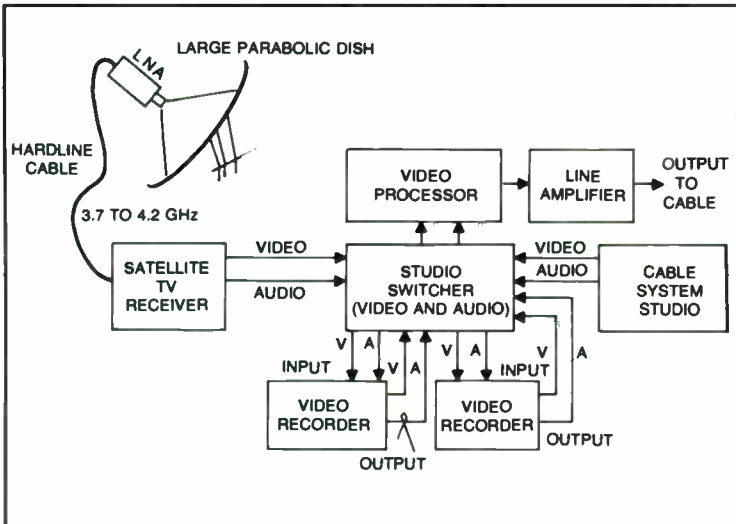 LARGE PARABOLIC DISH
LNA
HARDLINE
CABLE
3.7 TO 4.2 GHz
SATELLITE
TV
RECEIVER
VIDEO
AUDIO
VIDEO
PROCESSOR
LINE
AMPLIFIER
OUTPUT
TO
CABLE
STUDIO
SWITCHER
(VIDEO AND AUDIO)
VIDEO
AUDIO
CABLE
SYSTEM
STUDIO
V A V A V A V A
INPUT
INPUT
VIDEO
RECORDER
VIDEO
RECORDER
OUTPUT
OUTPUT